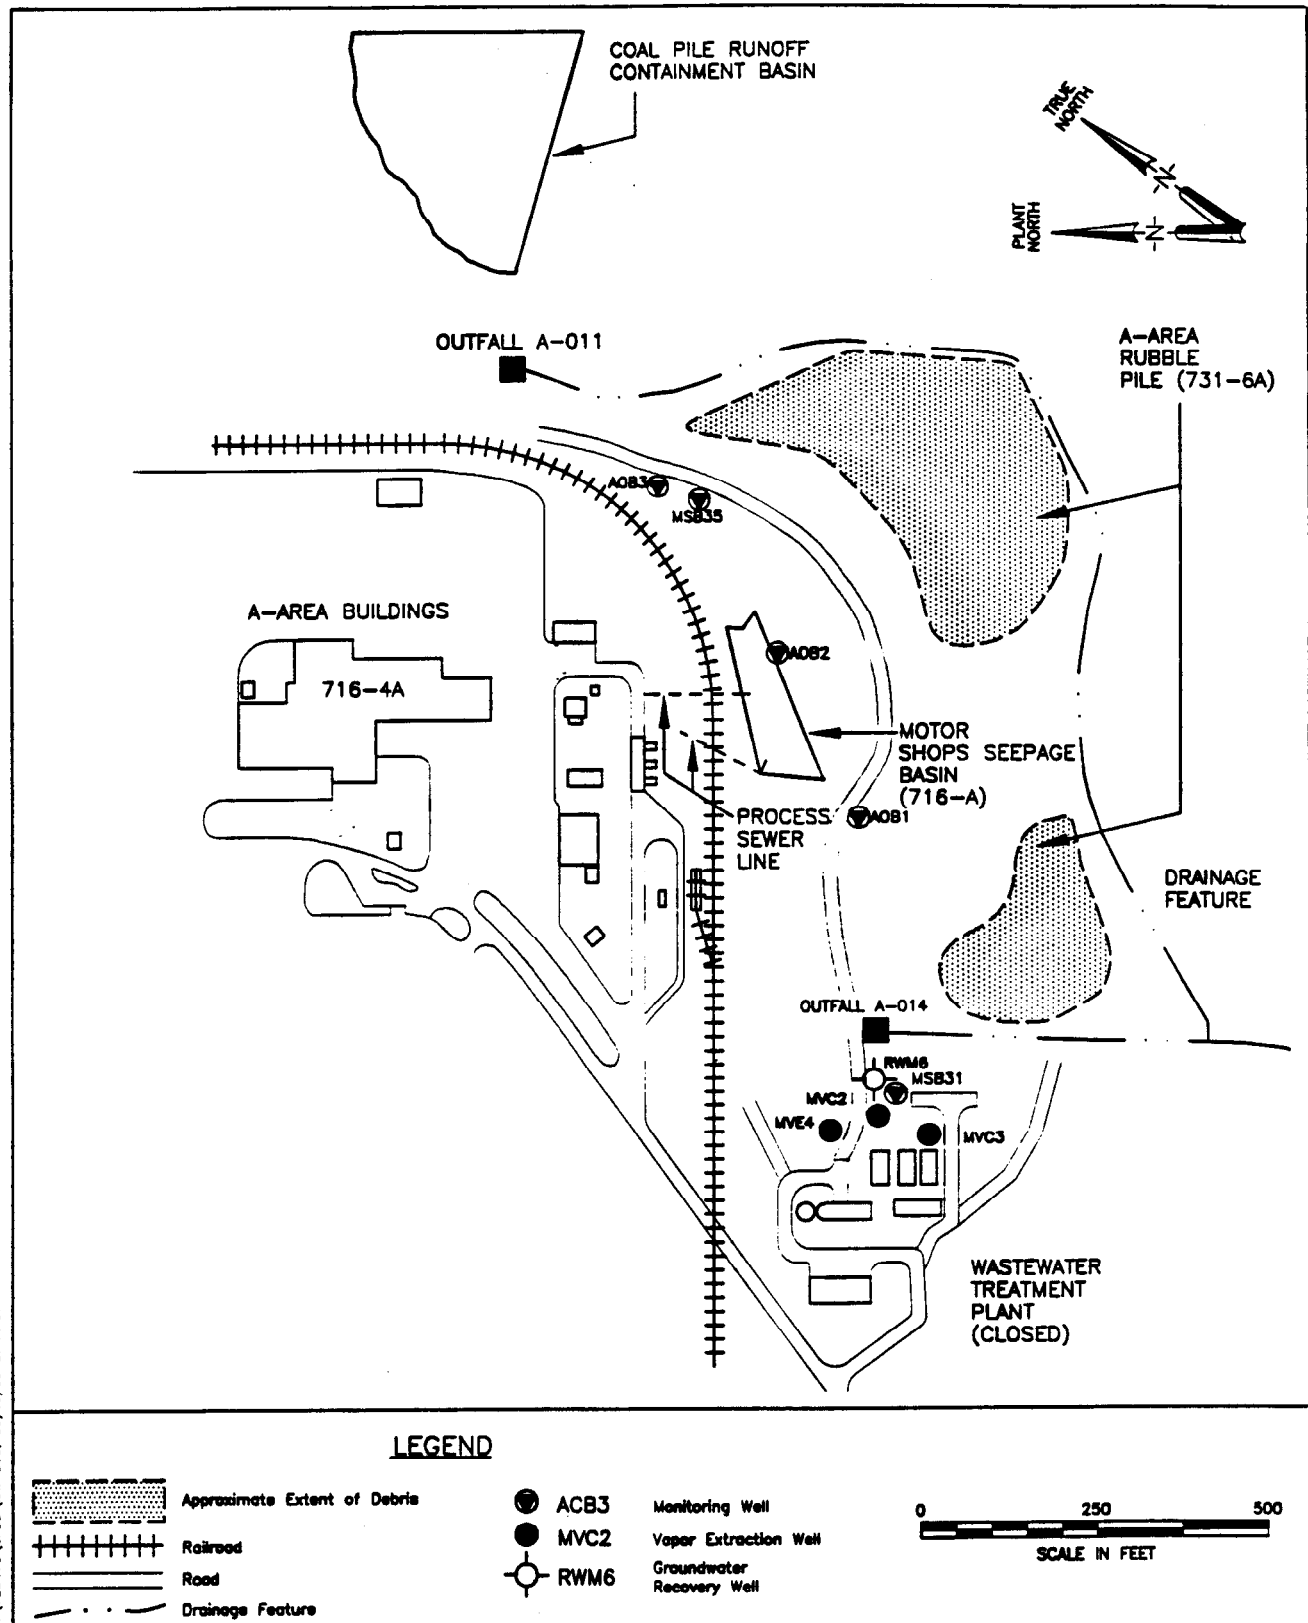 COAL PILE RUNOFF
CONTAINMENT BASIN
TRUE
NORTH
-N-
PLANT
NORTH
-N-
OUTFALL A-011
A-AREA
RUBBLE
PILE (731-6A)
AOB3
MSB35
A-AREA BUILDINGS
716-4A
AOB2
MOTOR
SHOPS SEEPAGE
BASIN
(716-A)
AOB1
PROCESS
SEWER
LINE
DRAINAGE
FEATURE
OUTFALL A-014
RWM6
MSB31
MVC2
MVE4
MVC3
WASTEWATER
TREATMENT
PLANT
(CLOSED)
LEGEND
Approximate Extent of Debris
Railroad
Road
Drainage Feature
ACB3 Monitoring Well
MVC2 Vapor Extraction Well
RWM6 Groundwater
Recovery Well
0 250 500
SCALE IN FEET